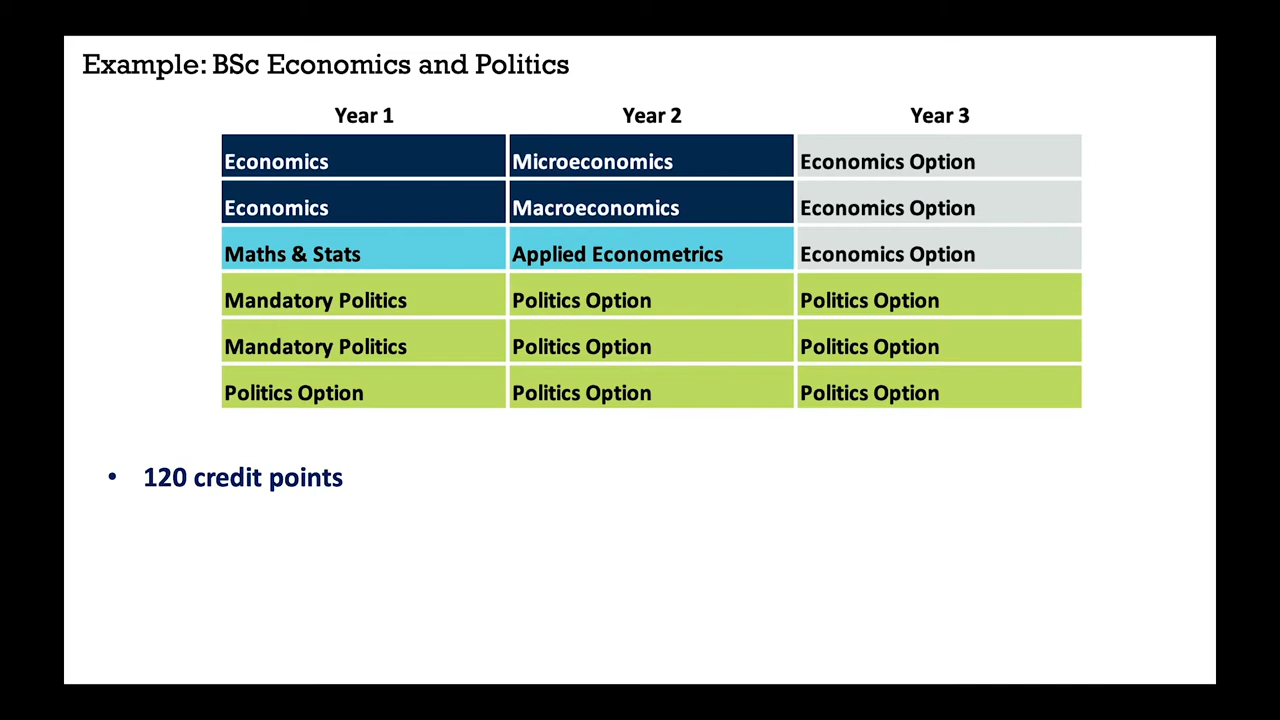 Example: BSc Economics and Politics
Year 1 Year 2 Year 3
Economics Microeconomics Economics Option
Economics Macroeconomics Economics Option
Maths & Stats Applied Econometrics Economics Option
Mandatory Politics Politics Option Politics Option
Mandatory Politics Politics Option Politics Option
Politics Option Politics Option Politics Option
• 120 credit points